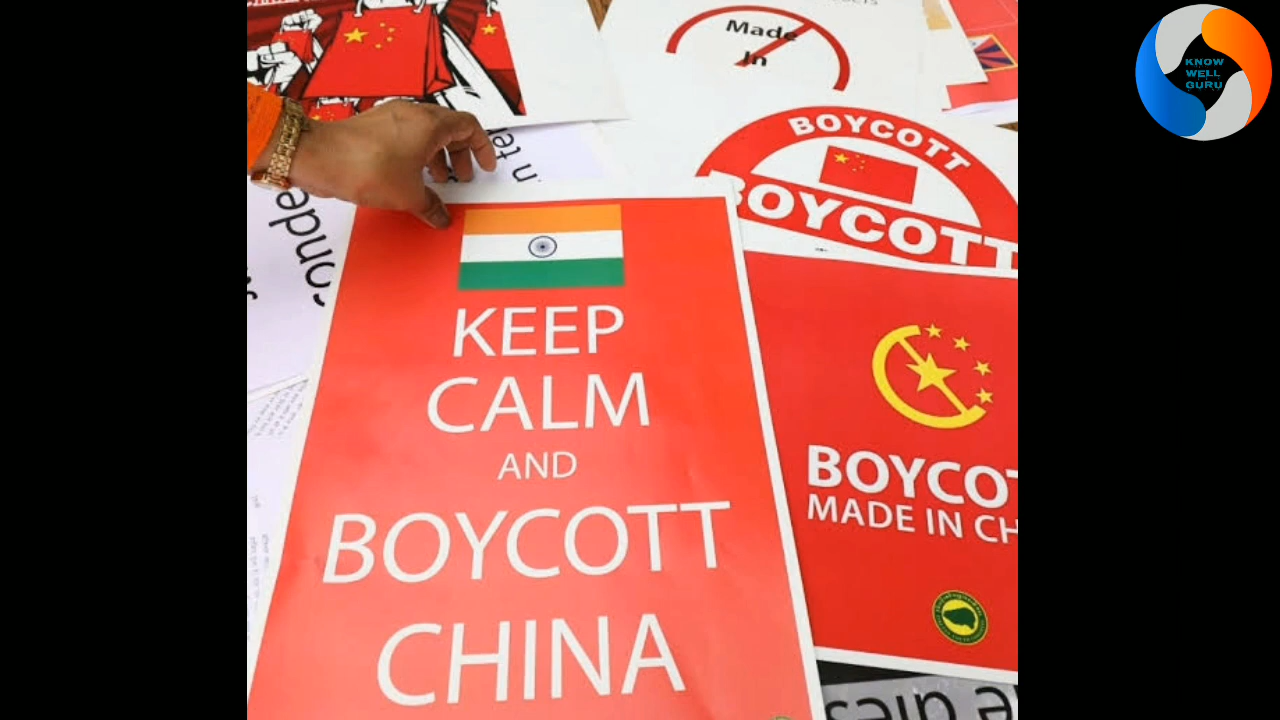 Made
In
KNOW
WELL
GURU
BOYCOTT
BOYCOTT
KEEP
CALM
AND
BOYCOTT
CHINA
BOYCOT
MADE IN CH